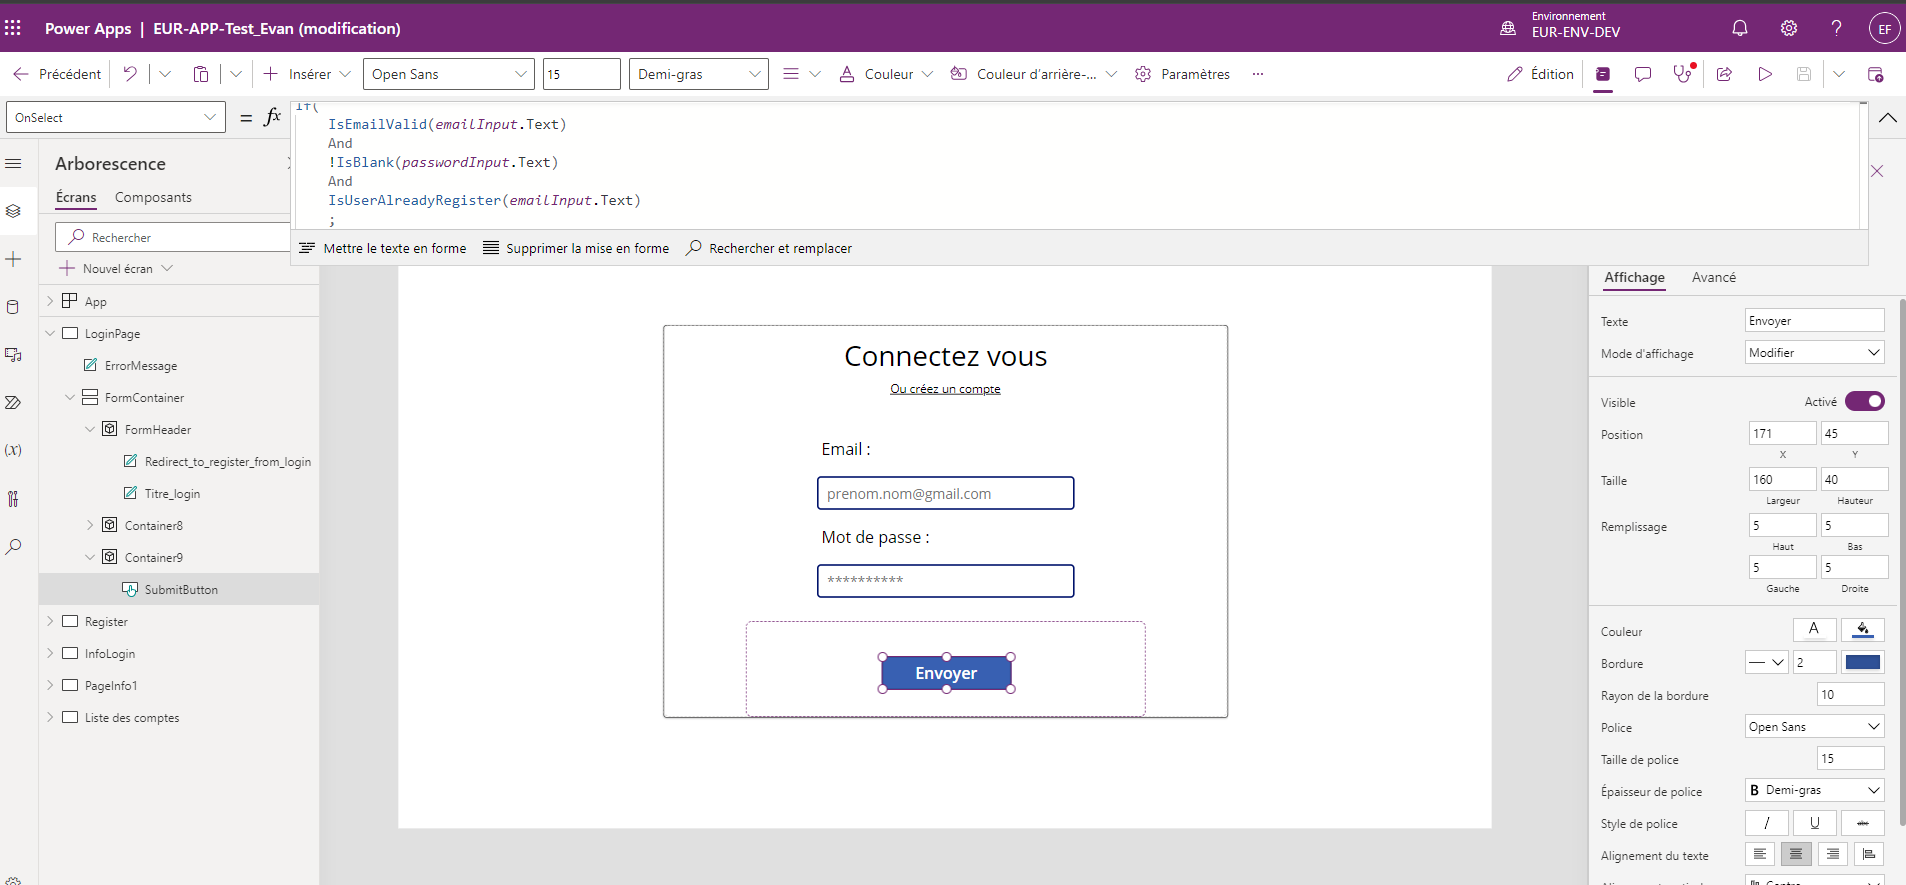 Power Apps | EUR-APP-Test_Evan (modification)
Environnement
EUR-ENV-DEV
EF
Précédent
Insérer
Open Sans
15
Demi-gras
Couleur
Couleur d'arrière-...
Paramètres
...
Édition
OnSelect
= fx
If(
IsEmailValid(emailInput.Text)
And
!IsBlank(passwordInput.Text)
And
IsUserAlreadyRegister(emailInput.Text)
;
Mettre le texte en forme
Supprimer la mise en forme
Rechercher et remplacer
Arborescence
Écrans
Composants
Rechercher
Nouvel écran
App
LoginPage
ErrorMessage
FormContainer
FormHeader
Redirect_to_register_from_login
Titre_login
Container8
Container9
SubmitButton
Register
InfoLogin
PageInfo1
Liste des comptes
(x)
Connectez vous
Ou créez un compte
Email :
prenom.nom@gmail.com
Mot de passe :
**********
Envoyer
Affichage
Avancé
Texte
Envoyer
Mode d'affichage
Modifier
Visible
Activé
Position
171
45
X
Y
Taille
160
40
Largeur
Hauteur
Remplissage
5
5
Haut
Bas
5
5
Gauche
Droite
Couleur
A
Bordure
2
Rayon de la bordure
10
Police
Open Sans
Taille de police
15
Épaisseur de police
B Demi-gras
Style de police
/
U
abc
Alignement du texte